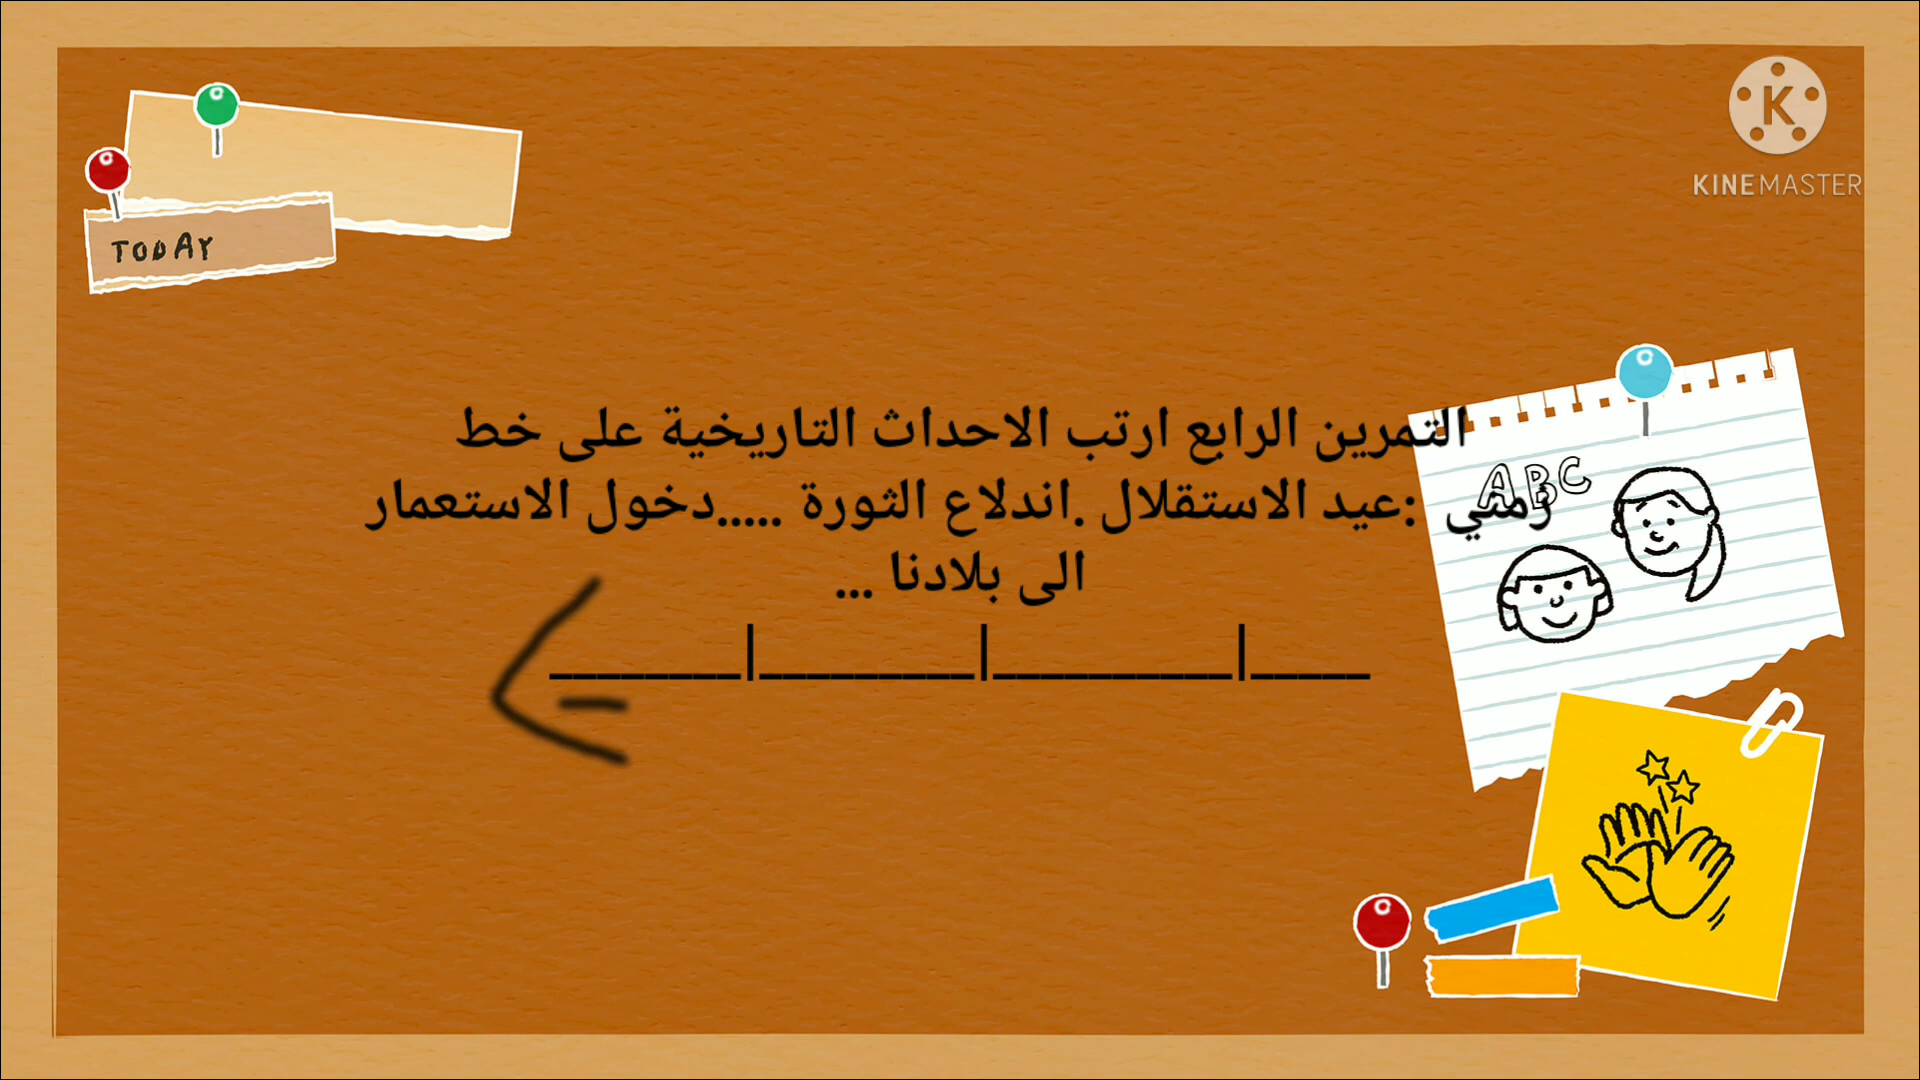 TODAY
KINEMASTER
التمرين الرابع ارتب الاحداث التاريخية على خط
زمني :عيد الاستقلال .اندلاع الثورة .....دخول الاستعمار
الى بلادنا ...
ABC